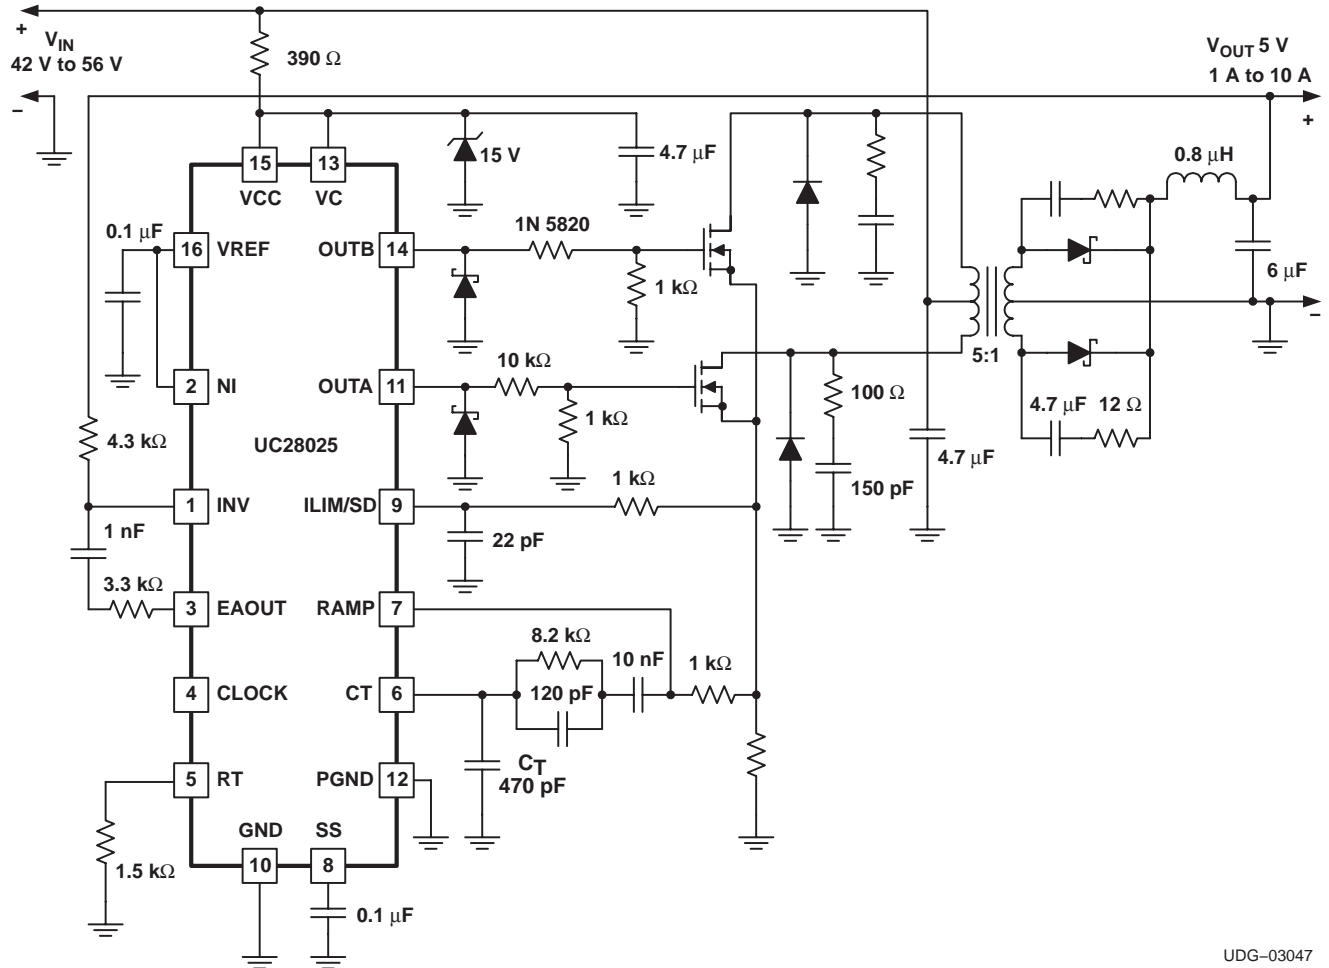 +
VIN
42 V to 56 V
–
390 Ω
VOUT 5 V
1 A to 10 A
+
15
13
VCC
VC
15 V
4.7 μF
0.8 μH
0.1 μF
16
VREF
OUTB
14
1N 5820
1 kΩ
6 μF
–
5:1
2
NI
OUTA
11
10 kΩ
1 kΩ
100 Ω
4.7 μF
12 Ω
4.3 kΩ
UC28025
4.7 μF
150 pF
1
INV
ILIM/SD
9
1 kΩ
1 nF
22 pF
3.3 kΩ
3
EAOUT
RAMP
7
8.2 kΩ
10 nF
1 kΩ
4
CLOCK
CT
6
120 pF
CT
470 pF
5
RT
PGND
12
GND
SS
10
8
1.5 kΩ
0.1 μF
UDG–03047